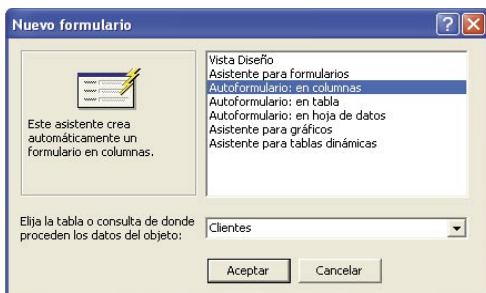 Nuevo formulario
Vista Diseño
Asistente para formularios
Autoformulario: en columnas
Autoformulario: en tabla
Autoformulario: en hoja de datos
Asistente para gráficos
Asistente para tablas dinámicas
Este asistente crea
automáticamente un
formulario en columnas.
Elija la tabla o consulta de donde
proceden los datos del objeto:
Clientes
Aceptar
Cancelar